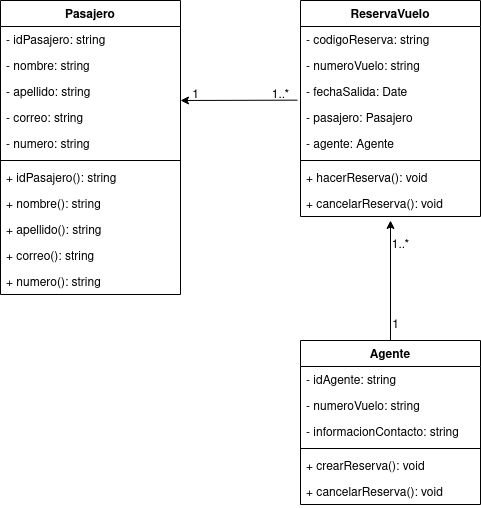 Pasajero
- idPasajero: string
- nombre: string
- apellido: string
- correo: string
- numero: string
+ idPasajero(): string
+ nombre(): string
+ apellido(): string
+ correo(): string
+ numero(): string
1
1..*
ReservaVuelo
- codigoReserva: string
- numeroVuelo: string
- fechaSalida: Date
- pasajero: Pasajero
- agente: Agente
+ hacerReserva(): void
+ cancelarReserva(): void
1..*
1
Agente
- idAgente: string
- numeroVuelo: string
- informacionContacto: string
+ crearReserva(): void
+ cancelarReserva(): void